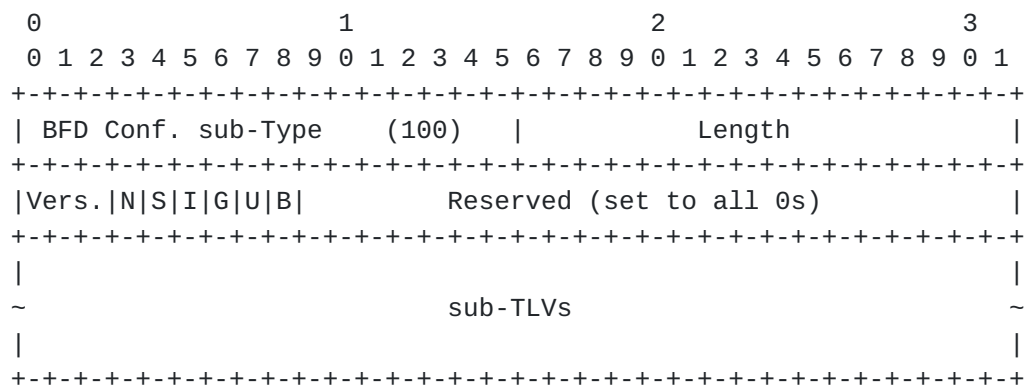 0                   1                   2                   3
 0 1 2 3 4 5 6 7 8 9 0 1 2 3 4 5 6 7 8 9 0 1 2 3 4 5 6 7 8 9 0 1
+-+-+-+-+-+-+-+-+-+-+-+-+-+-+-+-+-+-+-+-+-+-+-+-+-+-+-+-+-+-+-+-+
| BFD Conf. sub-Type    (100)  |           Length              |
+-+-+-+-+-+-+-+-+-+-+-+-+-+-+-+-+-+-+-+-+-+-+-+-+-+-+-+-+-+-+-+-+
|Vers.|N|S|I|G|U|B|         Reserved (set to all 0s)            |
+-+-+-+-+-+-+-+-+-+-+-+-+-+-+-+-+-+-+-+-+-+-+-+-+-+-+-+-+-+-+-+-+
|                                                               |
~                           sub-TLVs                            ~
|                                                               |
+-+-+-+-+-+-+-+-+-+-+-+-+-+-+-+-+-+-+-+-+-+-+-+-+-+-+-+-+-+-+-+-+